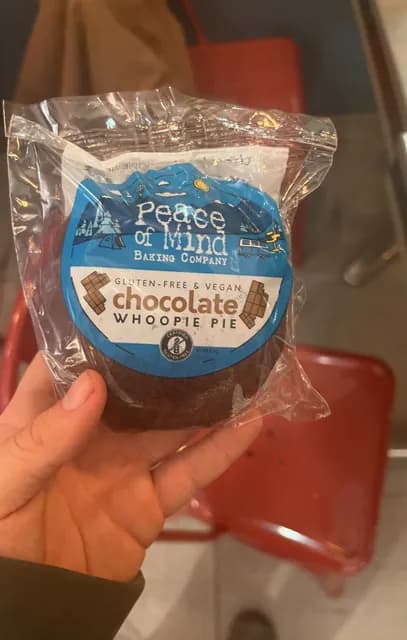 Peace
of Mind
BAKING COMPANY
GLUTEN-FREE & VEGAN
chocolate
WHOOPIE PIE